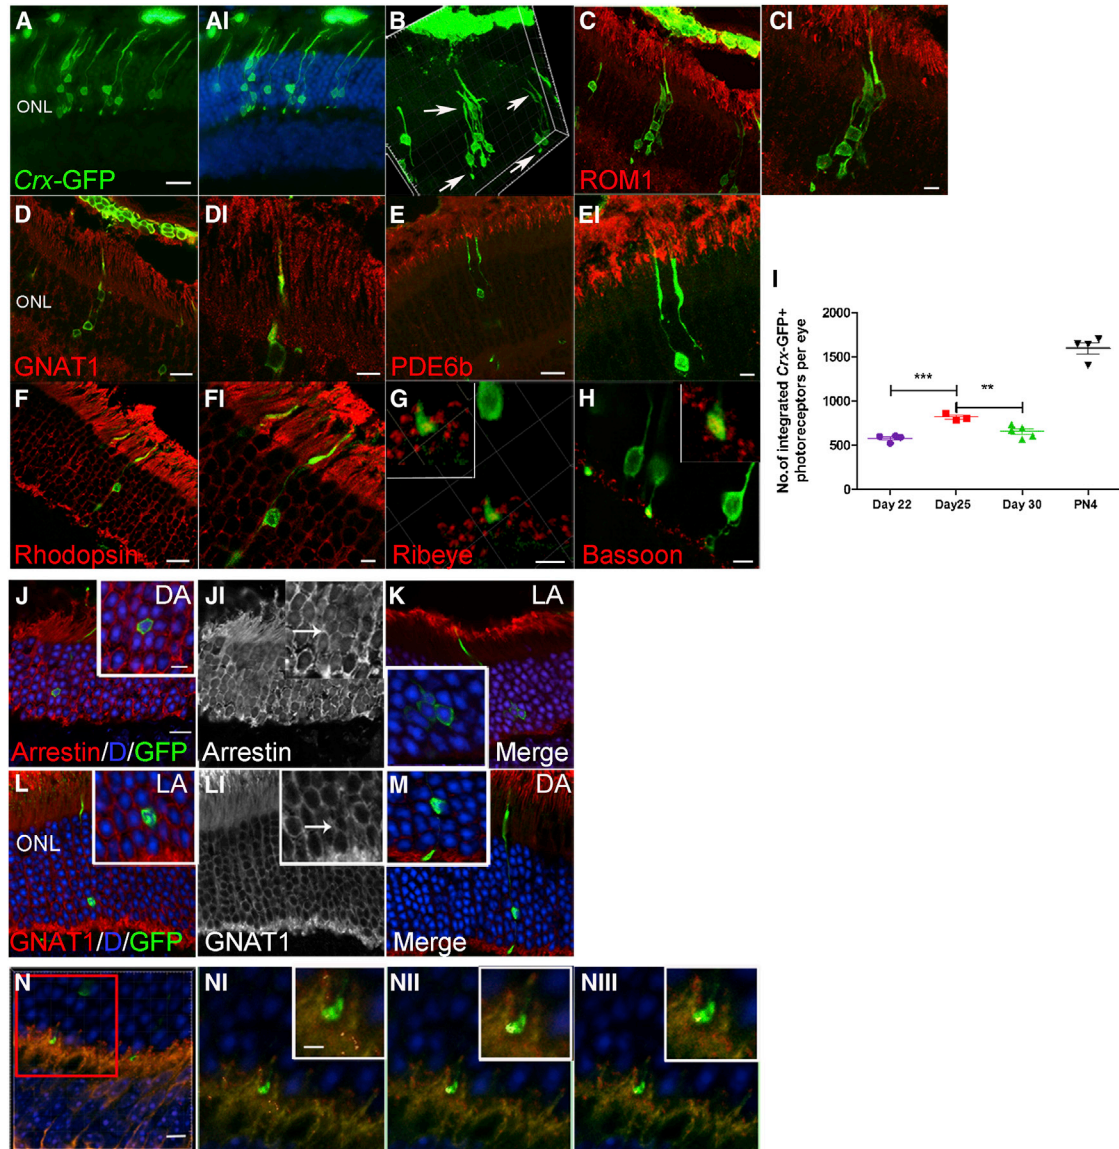 A
AI
B
C
CI
ONL
Crx-GFP
ROM1
D
DI
E
EI
ONL
GNAT1
PDE6b
F
FI
G
H
Rhodopsin
Ribeye
Bassoon
I
No.of integrated Crx-GFP+
photoreceptors per eye
2000
1500
1000
500
0
***
**
Day 22
Day25
Day 30
PN4
J
DA
JI
K
LA
Arrestin/D/GFP
Arrestin
Merge
L
LA
LI
M
DA
ONL
GNAT1/D/GFP
GNAT1
Merge
N
NI
NII
NIII